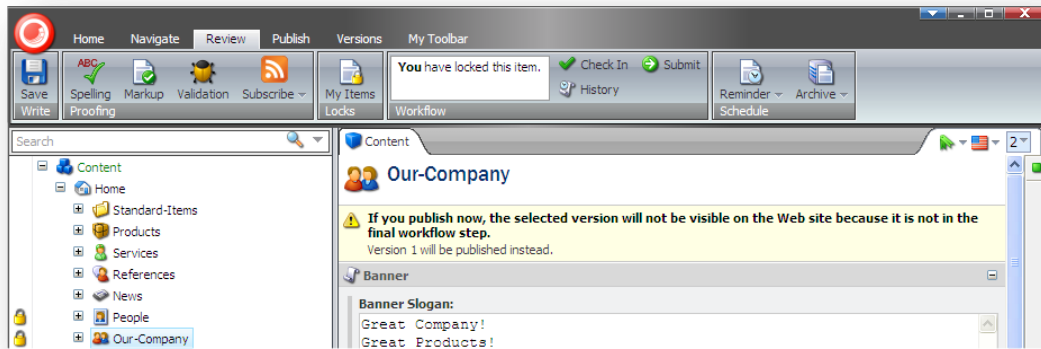 Home Navigate Review Publish Versions My Toolbar
ABC
You have locked this item. Check In Submit
History
Save Spelling Markup Validation Subscribe My Items Reminder Archive
Write Proofing Locks Workflow Schedule
Search
Content
2
Content
Home
Our-Company
Standard-Items
Products
Services
References
News
People
Our-Company
If you publish now, the selected version will not be visible on the Web site because it is not in the
final workflow step.
Version 1 will be published instead.
Banner
Banner Slogan:
Great Company!
Great Products!